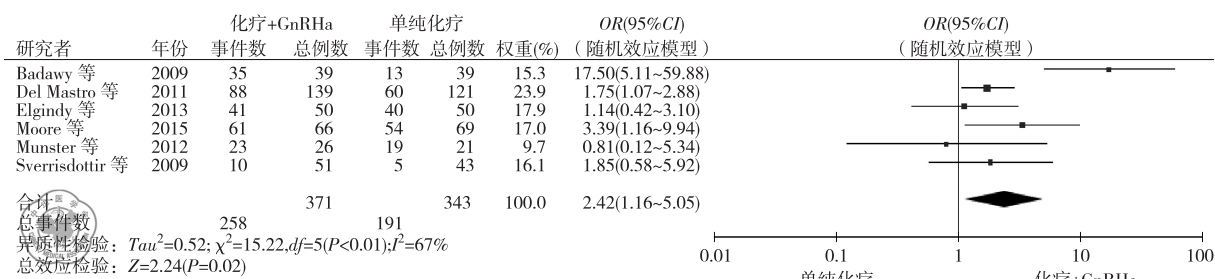 化疗+GnRHa 单纯化疗 OR(95%CI) OR(95%CI)
研究者 年份 事件数 总例数 事件数 总例数 权重(%) （随机效应模型） （随机效应模型）
Badawy 等 2009 35 39 13 39 15.3 17.50(5.11~59.88)
Del Mastro 等 2011 88 139 60 121 23.9 1.75(1.07~2.88)
Elgindy 等 2013 41 50 40 50 17.9 1.14(0.42~3.10)
Moore 等 2015 61 66 54 69 17.0 3.39(1.16~9.94)
Munster 等 2012 23 26 19 21 9.7 0.81(0.12~5.34)
Sverrisdottir 等 2009 10 51 5 43 16.1 1.85(0.58~5.92)
合计 371 343 100.0 2.42(1.16~5.05)
总事件数 258 191
异质性检验：Tau²=0.52; χ²=15.22,df=5(P<0.01);I²=67%
总效应检验：Z=2.24(P=0.02)
0.01 0.1 1 10 100
单纯化疗 化疗+GnRHa